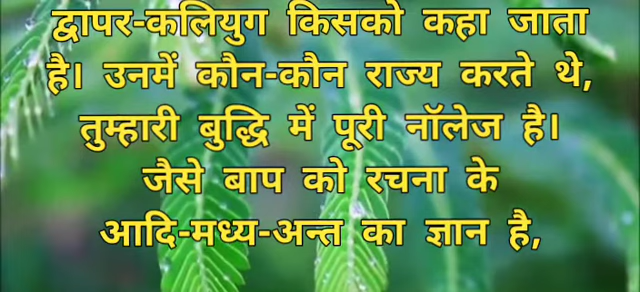 द्वापर-कलियुग किसको कहा जाता
है। उनमें कौन-कौन राज्य करते थे,
तुम्हारी बुद्धि में पूरी नॉलेज है।
जैसे बाप को रचना के
आदि-मध्य-अन्त का ज्ञान है,